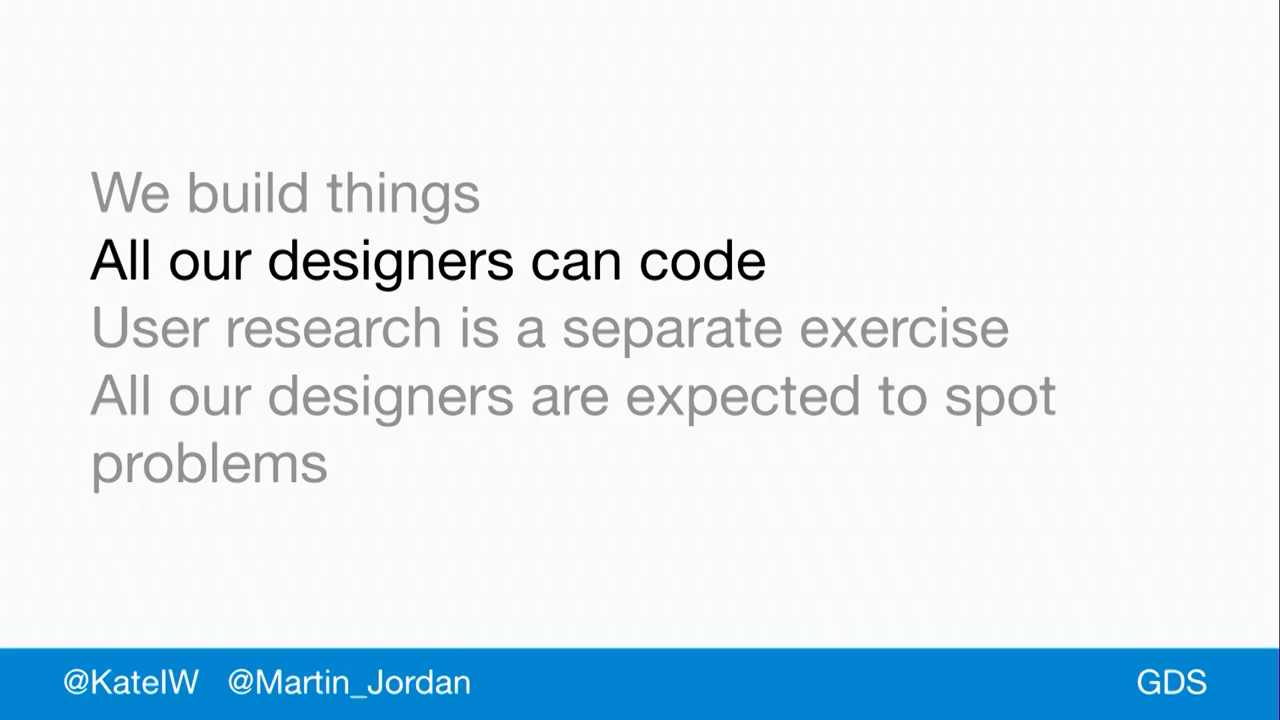 We build things
All our designers can code
User research is a separate exercise
All our designers are expected to spot
problems
@KateIW @Martin_Jordan GDS